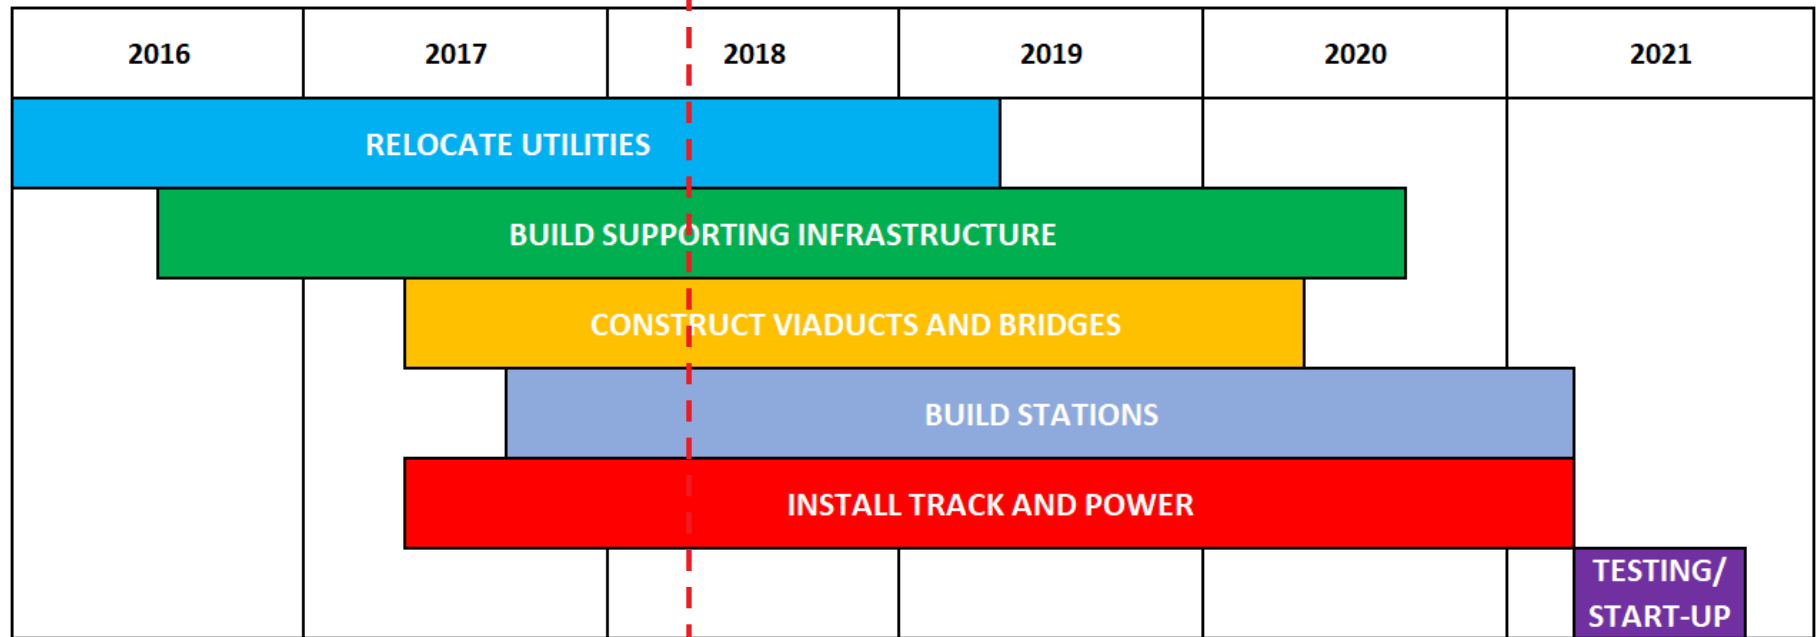 2016 2017 2018 2019 2020 2021
RELOCATE UTILITIES
BUILD SUPPORTING INFRASTRUCTURE
CONSTRUCT VIADUCTS AND BRIDGES
BUILD STATIONS
INSTALL TRACK AND POWER
TESTING/
START-UP